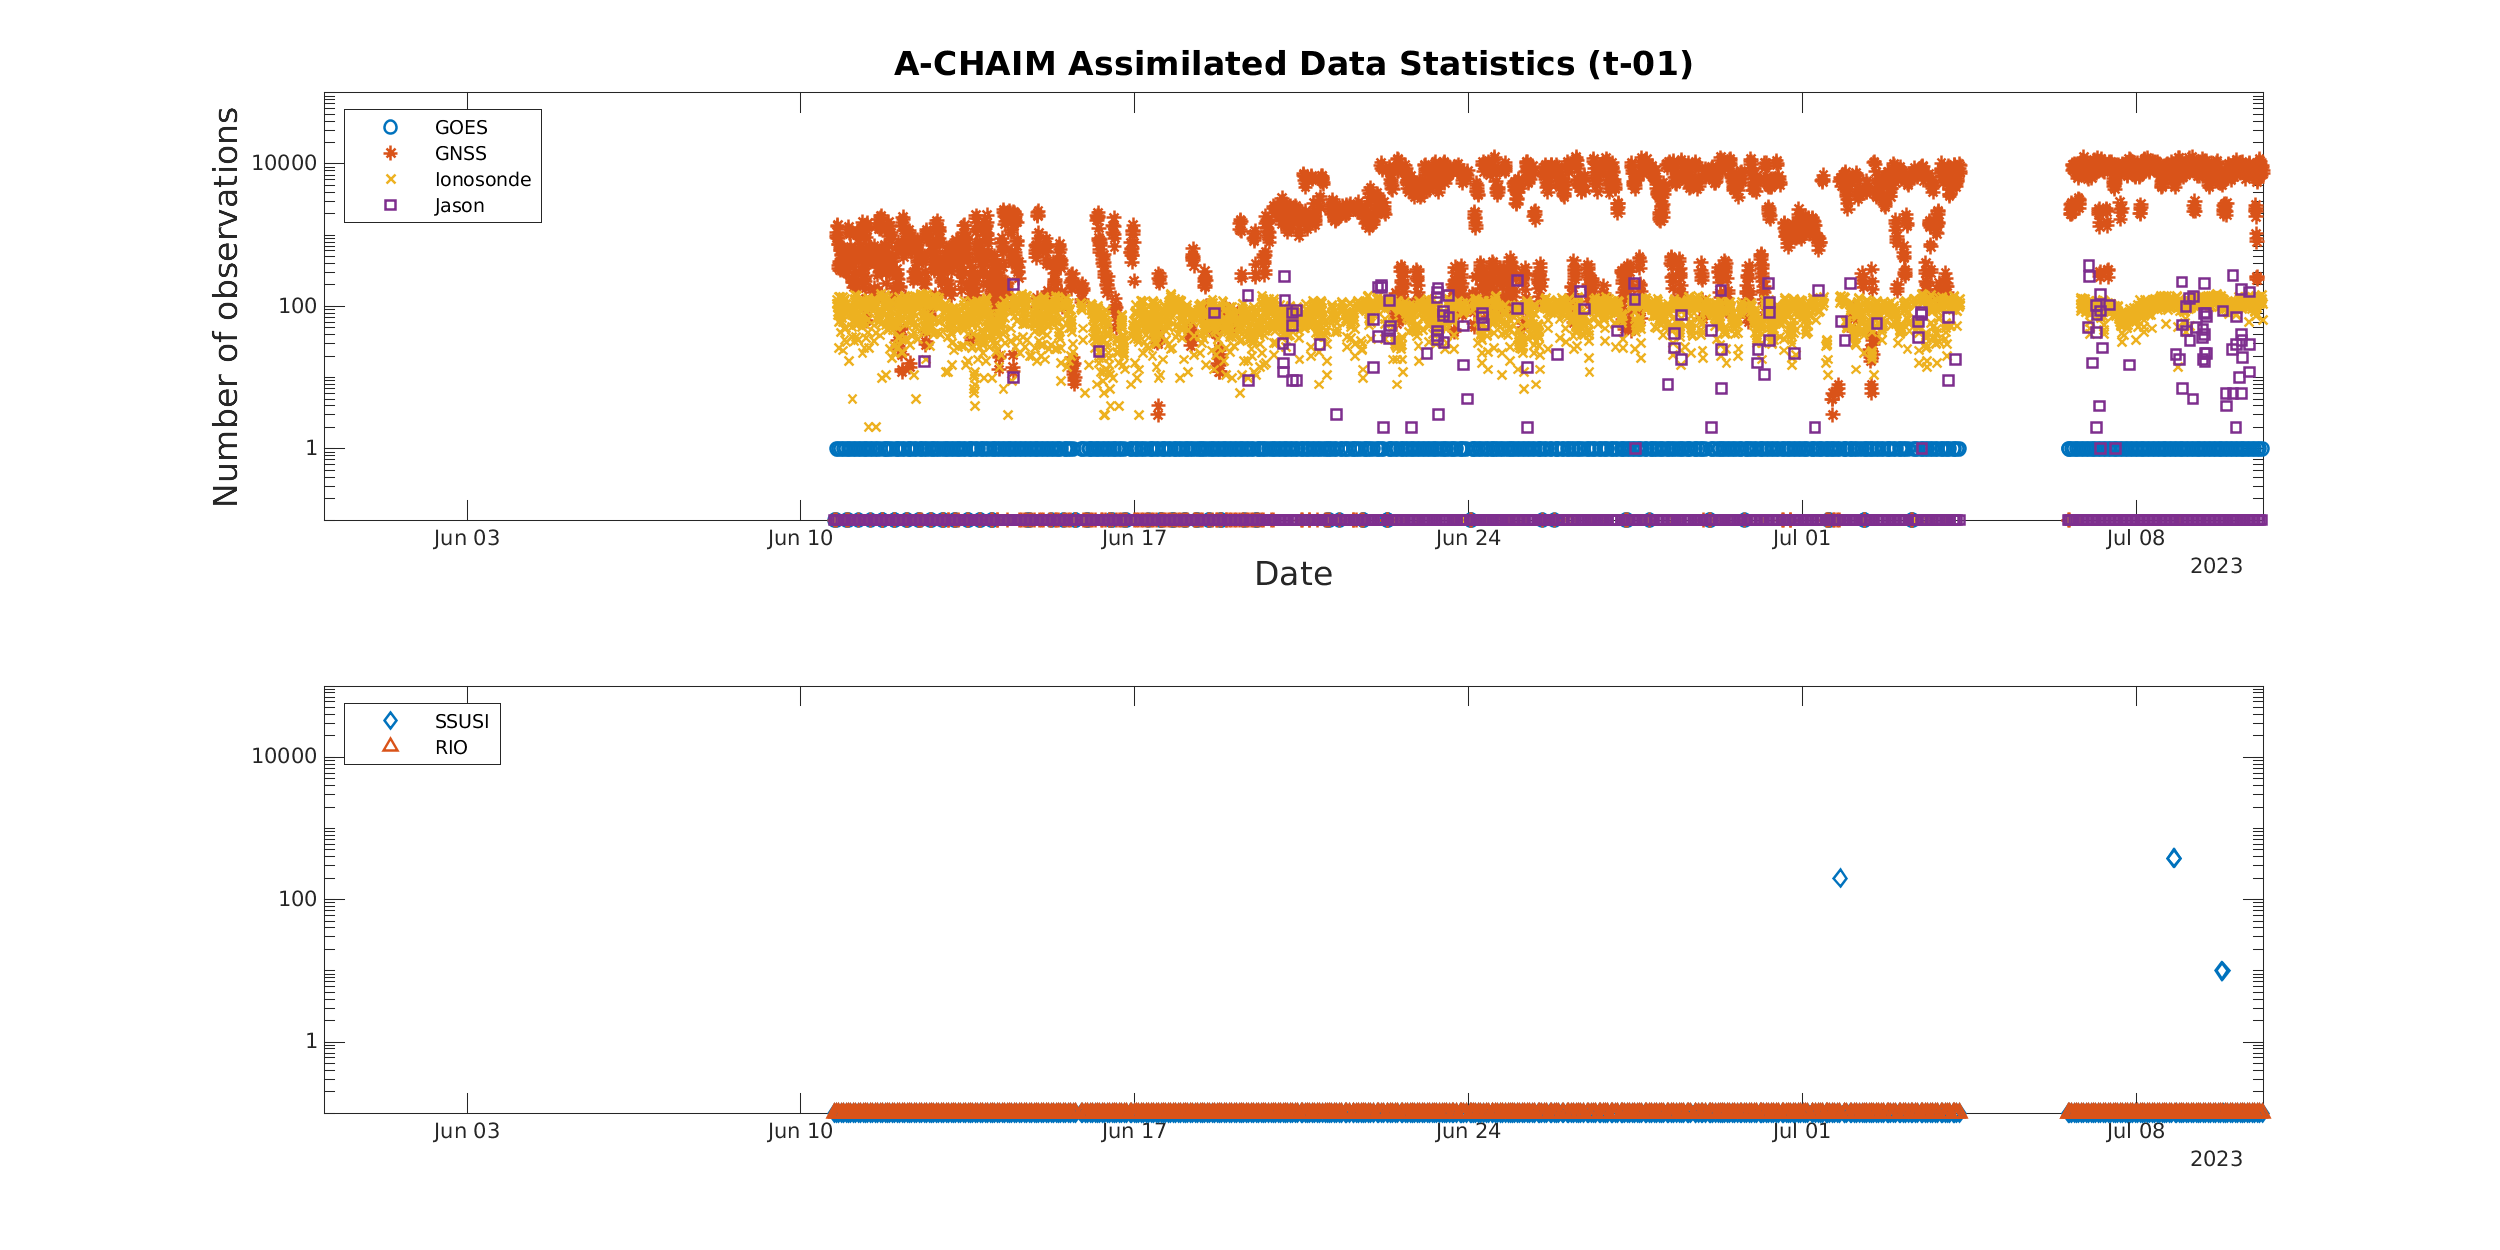 A-CHAIM Assimilated Data Statistics (t-01)
Number of observations
GOES
GNSS
Ionosonde
Jason
10000
100
1
Jun 03
Jun 10
Jun 17
Jun 24
Jul 01
Jul 08
2023
Date
SSUSI
RIO
10000
100
1
Jun 03
Jun 10
Jun 17
Jun 24
Jul 01
Jul 08
2023